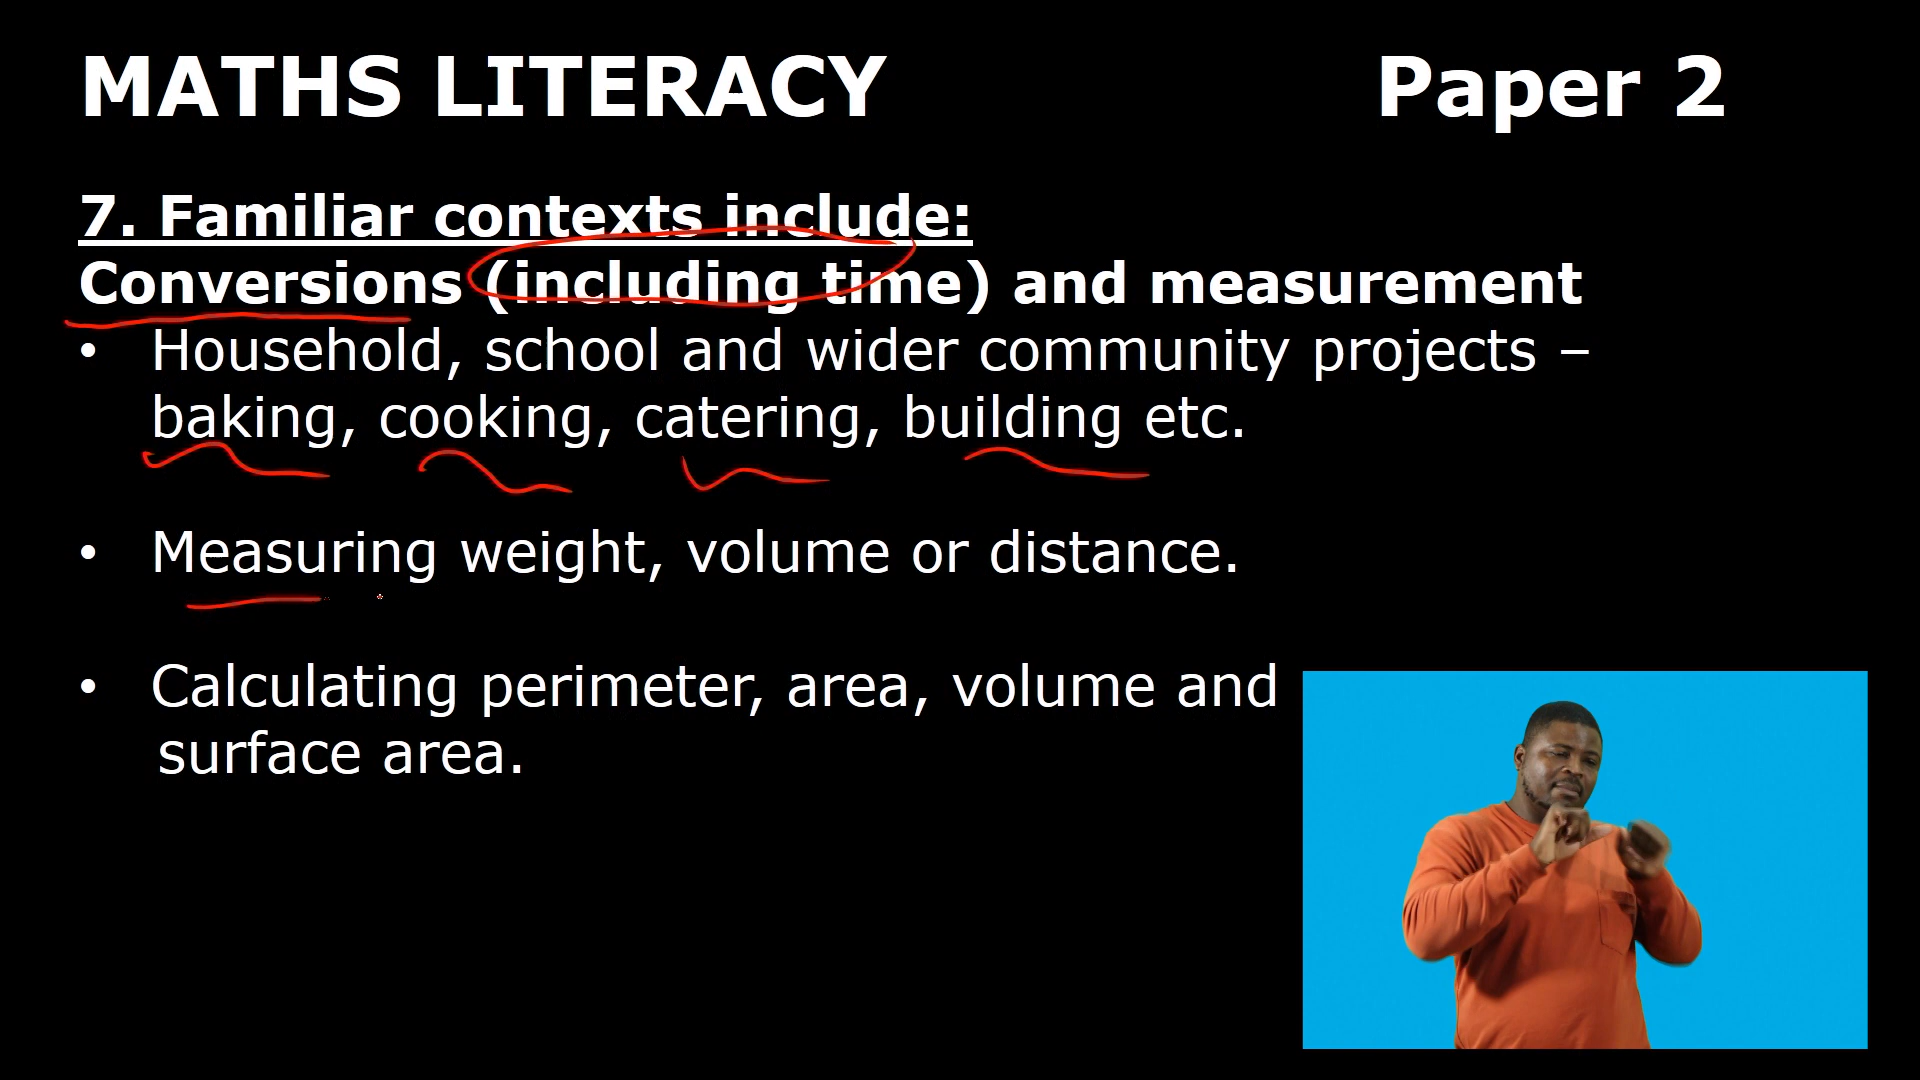 MATHS LITERACY Paper 2
7. Familiar contexts include:
Conversions (including time) and measurement
• Household, school and wider community projects –
baking, cooking, catering, building etc.
• Measuring weight, volume or distance.
• Calculating perimeter, area, volume and
surface area.